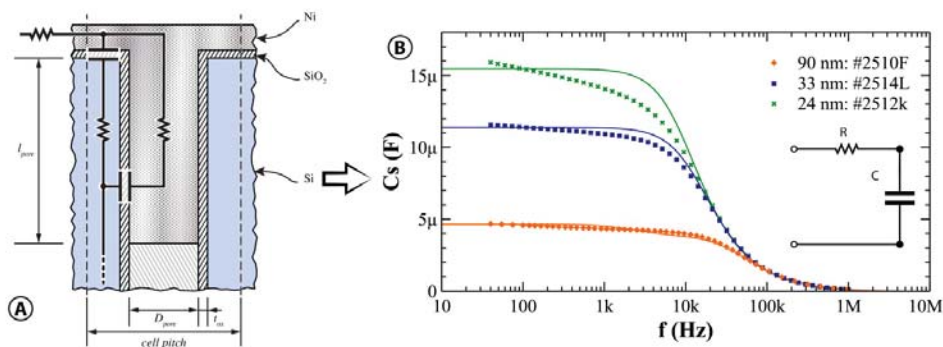 Ni
SiO₂
Si
l_pore
D_pore
t_ox
cell pitch
A
B
90 nm: #2510F
33 nm: #2514L
24 nm: #2512k
R
C
Cs (F)
15µ
10µ
5µ
0
10 100 1k 10k 100k 1M 10M
f (Hz)